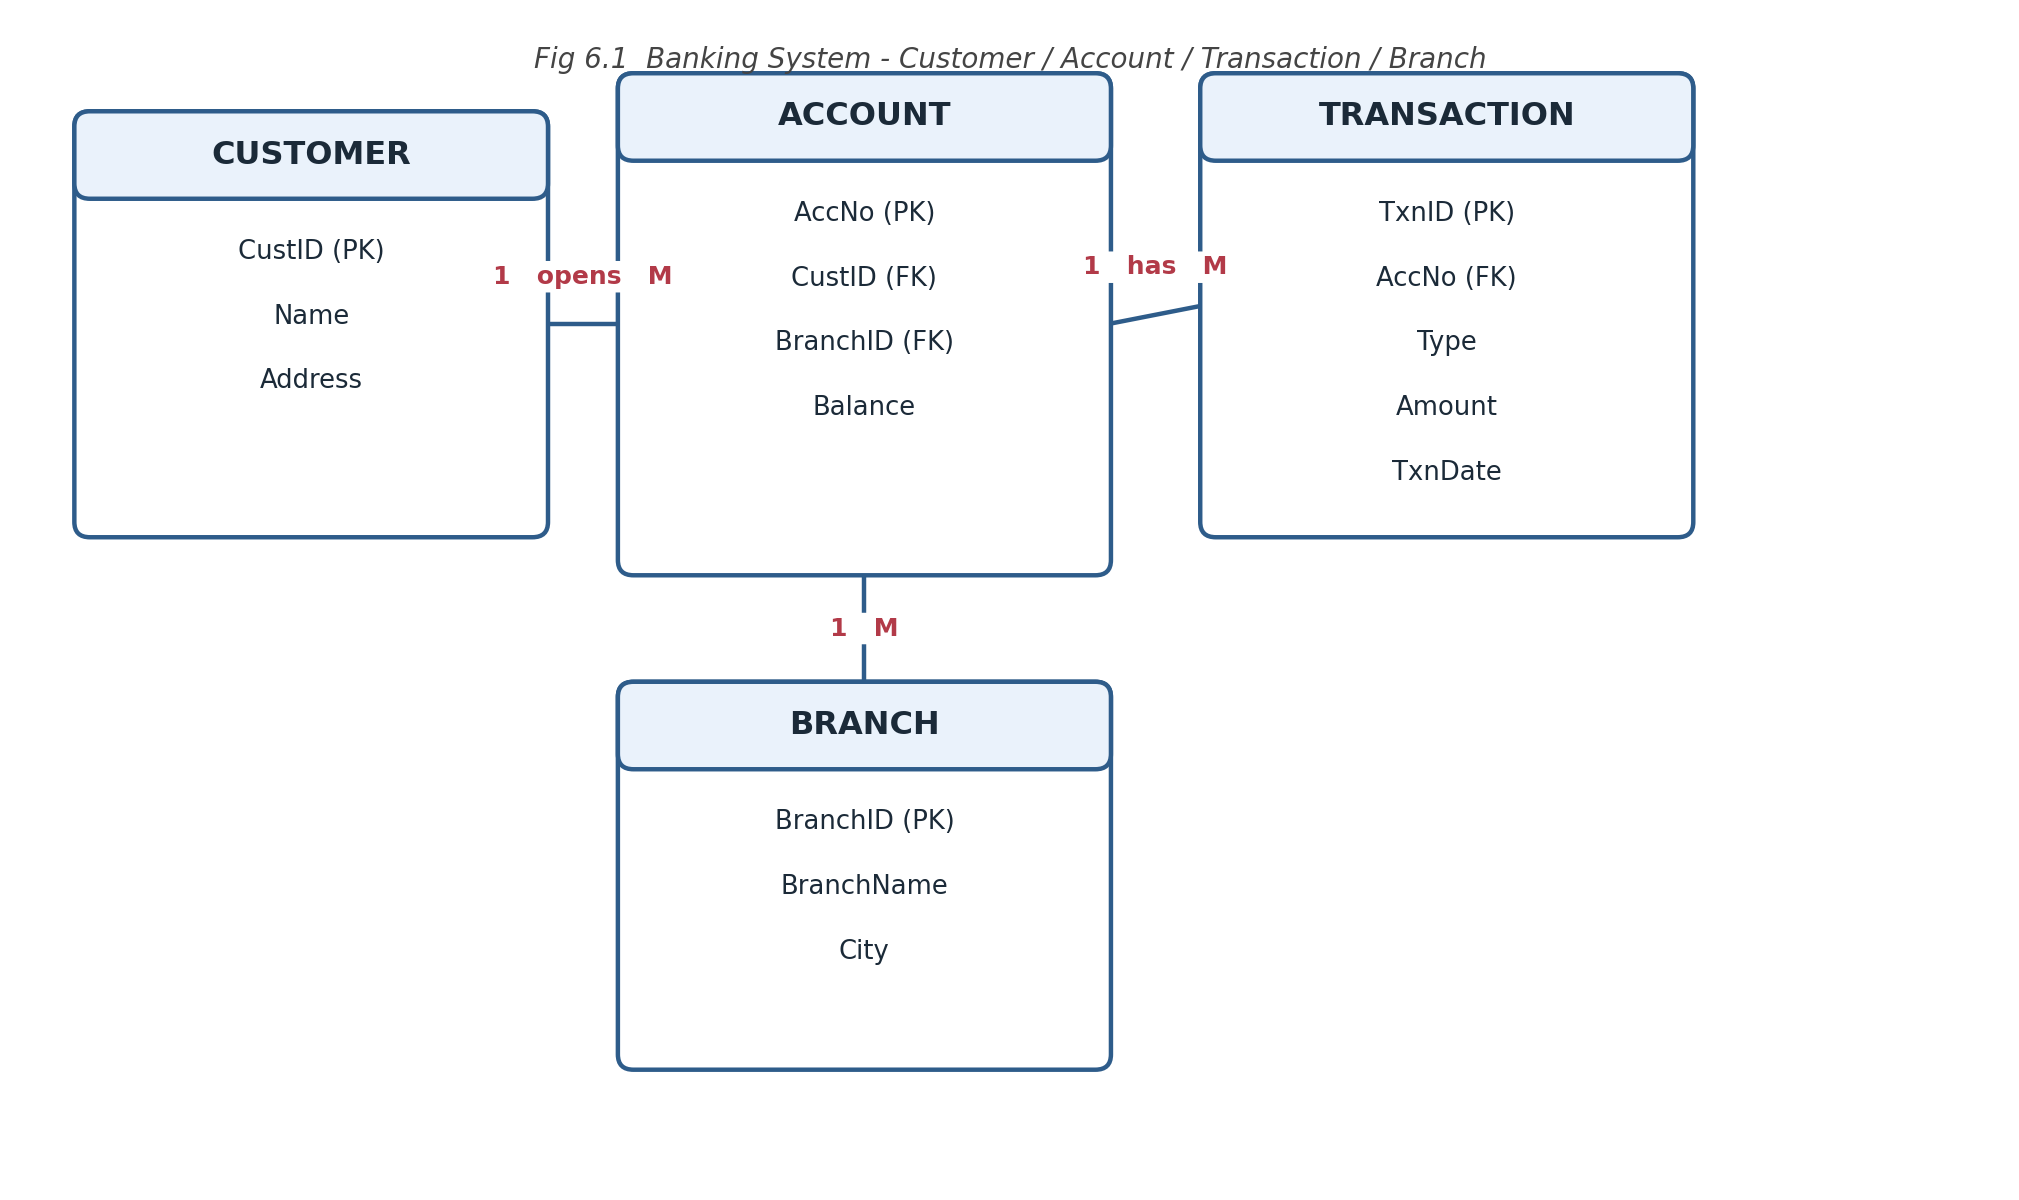 Fig 6.1  Banking System - Customer / Account / Transaction / Branch
CUSTOMER
CustID (PK)
Name
Address
1   opens   M
ACCOUNT
AccNo (PK)
CustID (FK)
BranchID (FK)
Balance
1   has   M
TRANSACTION
TxnID (PK)
AccNo (FK)
Type
Amount
TxnDate
1   M
BRANCH
BranchID (PK)
BranchName
City